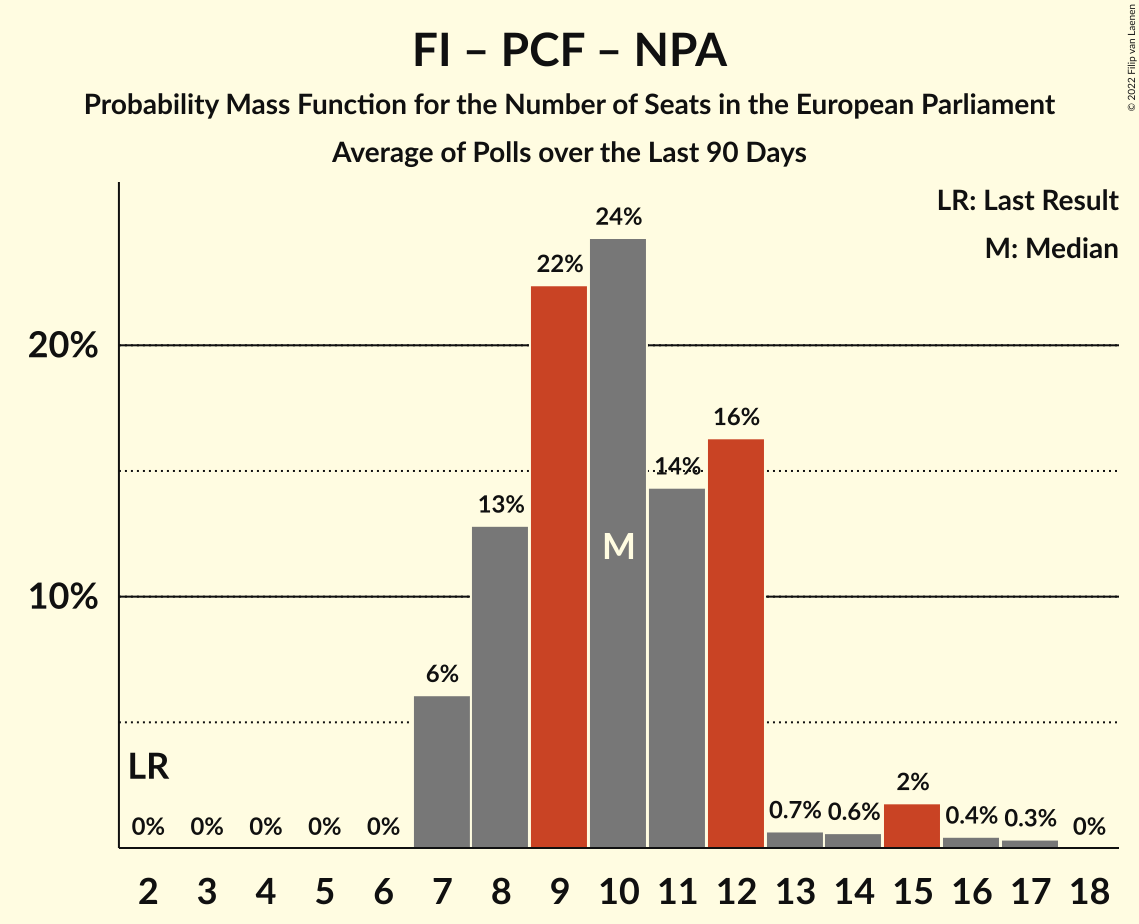 FI – PCF – NPA
Probability Mass Function for the Number of Seats in the European Parliament
Average of Polls over the Last 90 Days
© 2022 Filip van Laenen
LR: Last Result
M: Median
24%
22%
20%
16%
14%
13%
M
10%
6%
LR
2%
0% 0% 0% 0% 0% 0.7% 0.6% 0.4% 0.3% 0%
2 3 4 5 6 7 8 9 10 11 12 13 14 15 16 17 18